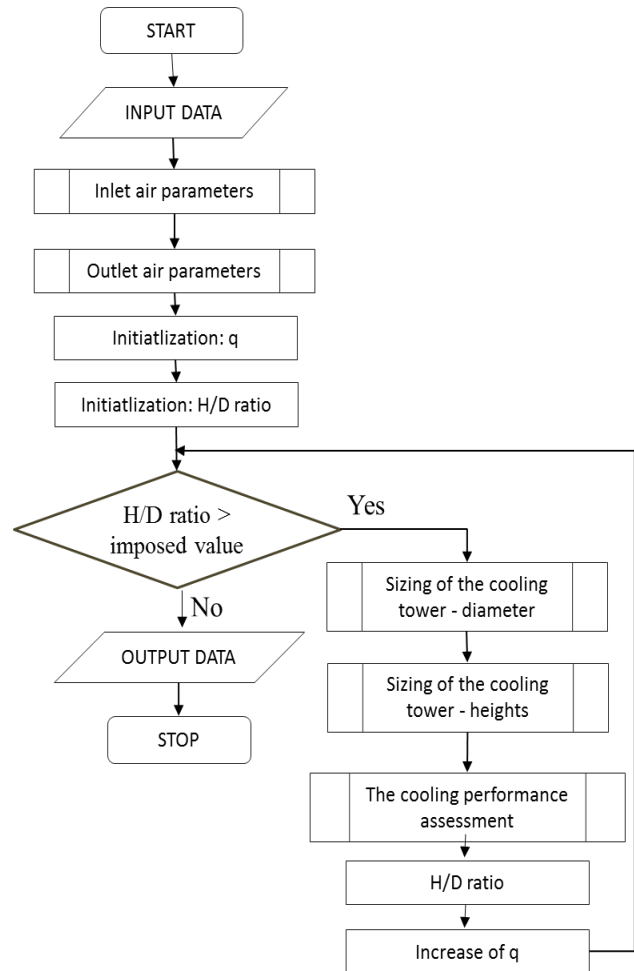 START
INPUT DATA
Inlet air parameters
Outlet air parameters
Initiatlization: q
Initiatlization: H/D ratio
H/D ratio >
imposed value
Yes
No
OUTPUT DATA
STOP
Sizing of the cooling
tower - diameter
Sizing of the cooling
tower - heights
The cooling performance
assessment
H/D ratio
Increase of q